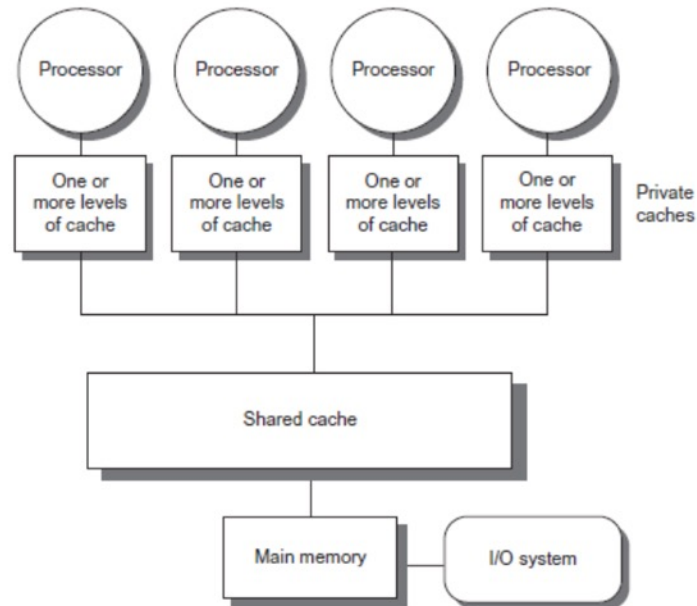 Processor
Processor
Processor
Processor
One or
more levels
of cache
One or
more levels
of cache
One or
more levels
of cache
One or
more levels
of cache
Private
caches
Shared cache
Main memory
I/O system